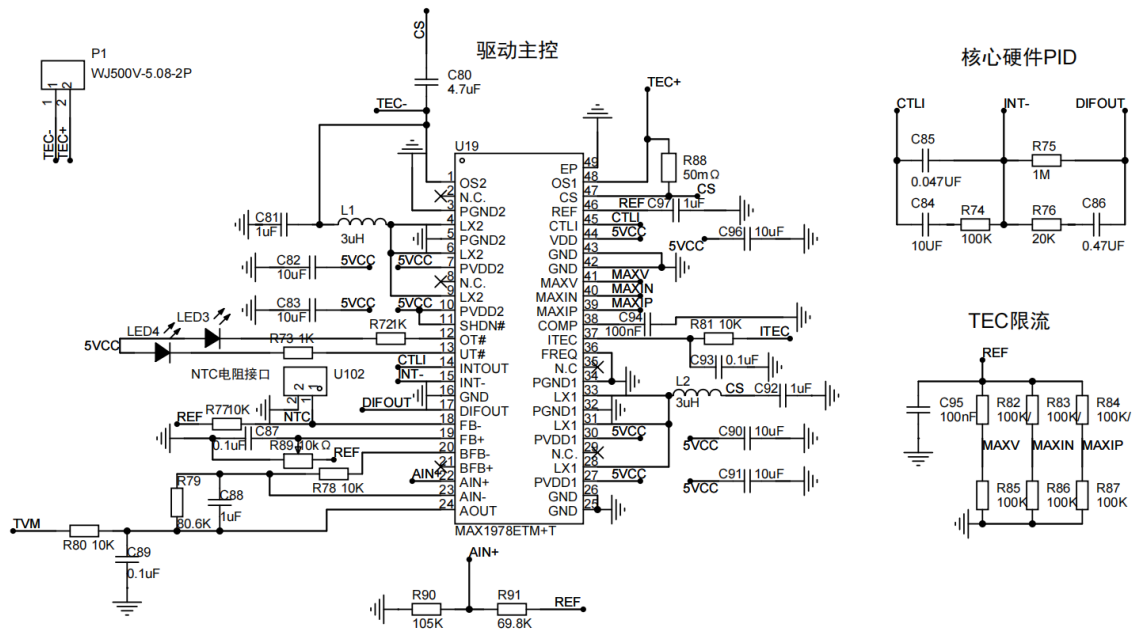 驱动主控
核心硬件PID
P1
WJ500V-5.08-2P
1
2
1
2
TEC-
TEC+
CS
C80
4.7uF
TEC-
TEC+
R88
50mΩ
CS
U19
MAX1978ETM+T
1 OS2
2 N.C.
3 PGND2
4 LX2
5 PGND2
6 LX2
7 PVDD2
8 N.C.
9 LX2
10 PVDD2
11 SHDN#
12 OT#
13 UT#
14 INTOUT
15 INT-
16 GND
17 DIFOUT
18 FB-
19 FB+
20 BFB-
21 BFB+
22 AIN+
23 AIN-
24 AOUT
EP 49
OS1 48
CS 47
REF 46
CTLI 45
VDD 44
GND 43
GND 42
MAXV 41
MAXIN 40
MAXIP 39
COMP 38
ITEC 37
FREQ 36
N.C 35
PGND1 34
LX1 33
PGND1 32
LX1 31
PVDD1 30
N.C. 29
LX1 28
PVDD1 27
GND 26
GND 25
C81
1uF
L1
3uH
C82
10uF
5VCC
5VCC
C83
10uF
5VCC
5VCC
LED3
LED4
5VCC
R72 1K
R73 1K
CTLI
INT-
NTC电阻接口
U102
2
1
2
1
DIFOUT
REF
R77 10K
NTC
C87
0.1uF
R89 10kΩ
REF
AIN+
R78 10K
R79
80.6K
C88
1uF
TVM
R80 10K
C89
0.1uF
REF
C97 1uF
CTLI
5VCC
5VCC
C96
10uF
MAXV
MAXIN
MAXIP
C94
100nF
R81 10K
ITEC
C93
0.1uF
L2
3uH
CS
C92
1uF
5VCC
5VCC
C90
10uF
5VCC
5VCC
C91
10uF
AIN+
R90
105K
R91
69.8K
REF
CTLI
INT-
DIFOUT
C85
0.047UF
R75
1M
C84
10UF
R74
100K
R76
20K
C86
0.47UF
TEC限流
REF
C95
100nF
R82
100K/
R83
100K/
R84
100K/
MAXV
MAXIN
MAXIP
R85
100K
R86
100K
R87
100K